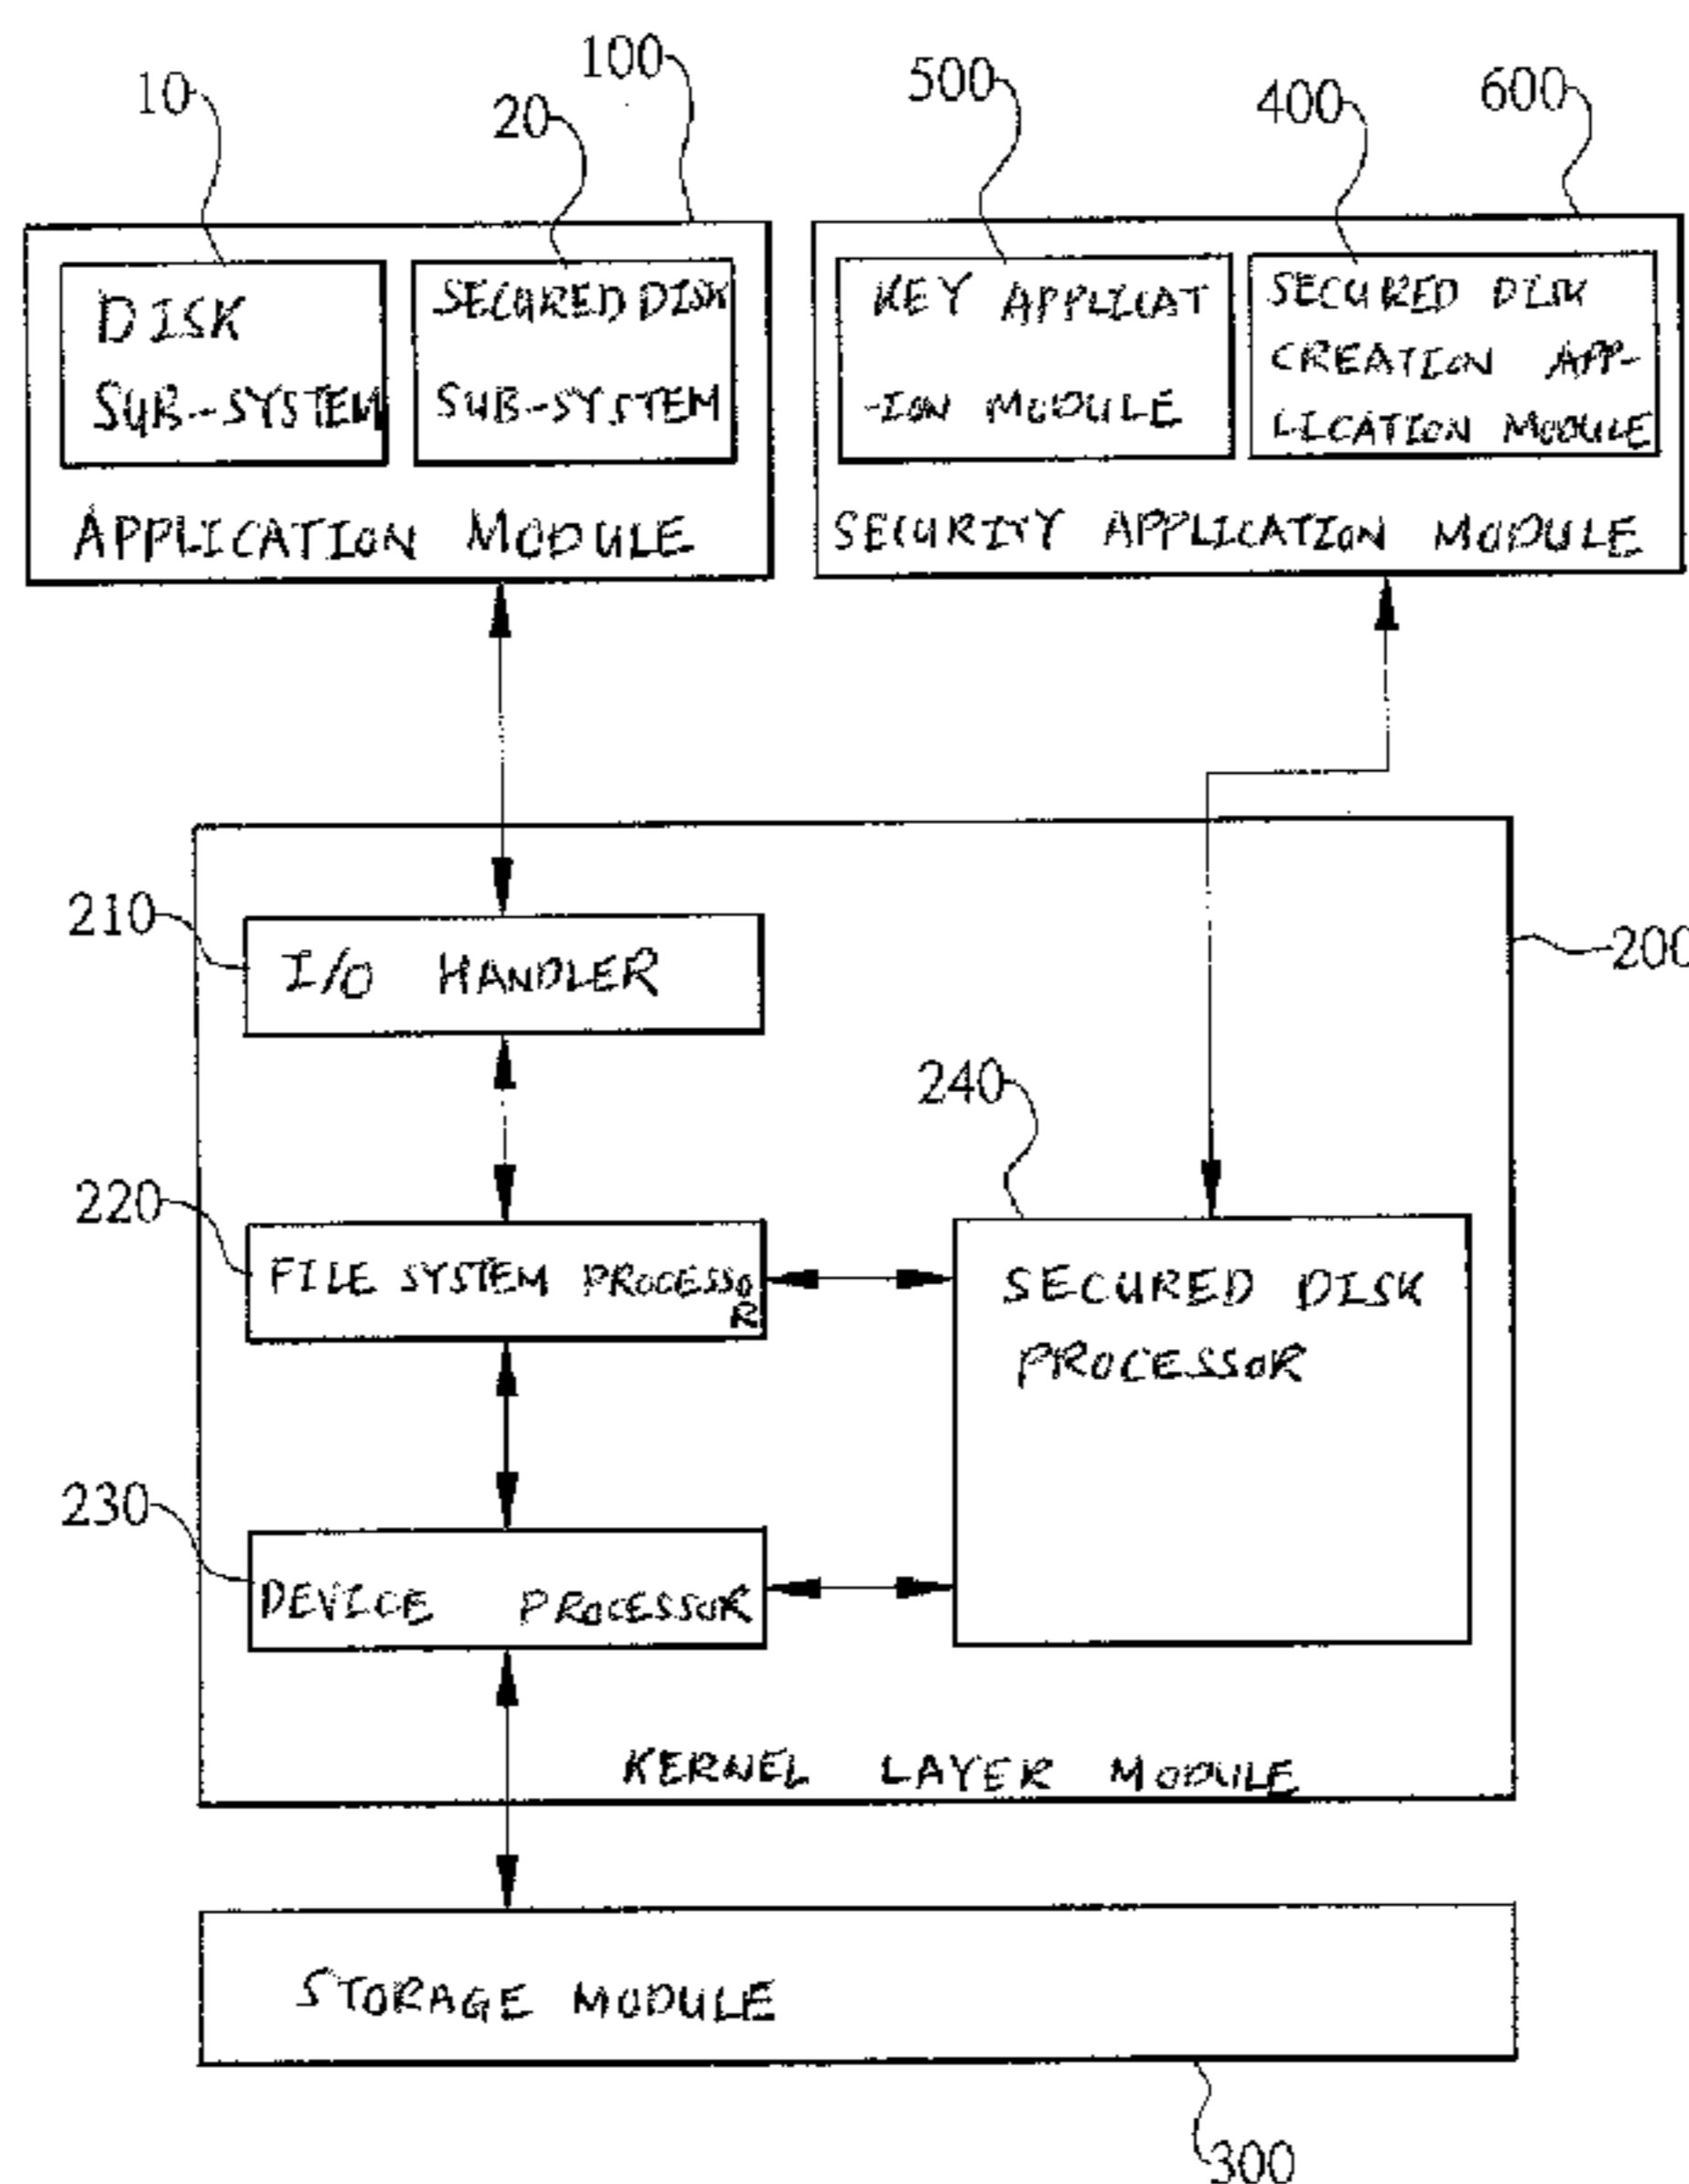 100
10
500
600
20
400
DISK
SUB-SYSTEM
SECURED DISK
SUB-SYSTEM
APPLICATION MODULE
KEY APPLICAT
-ION MODULE
SECURED DISK
CREATION APP-
LICATION MODULE
SECURITY APPLICATION MODULE
210
I/O HANDLER
200
240
220
FILE SYSTEM PROCESSO
R
SECURED DISK
PROCESSOR
230
DEVICE PROCESSOR
KERNEL LAYER MODULE
STORAGE MODULE
300